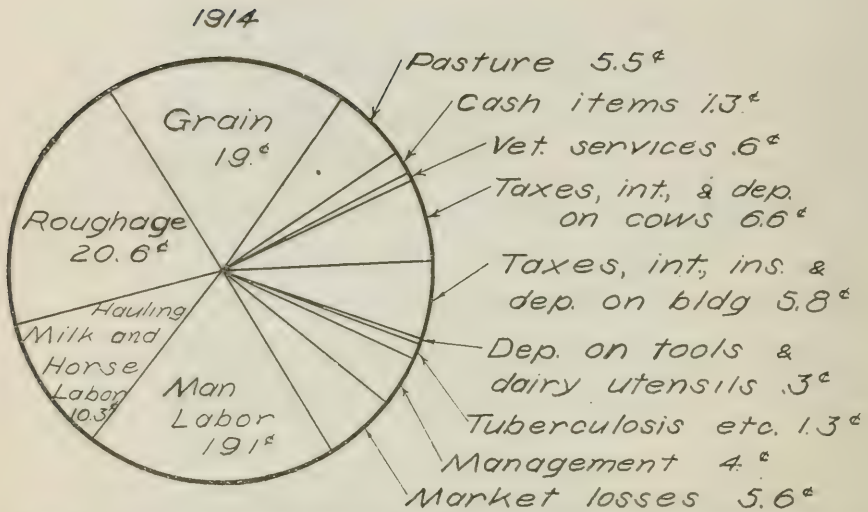 1914
Pasture 5.5¢
Cash items 1.3¢
Vet. services .6¢
Taxes, int., & dep.
on cows 6.6¢
Taxes, int., ins. &
dep. on bldg 5.8¢
Dep. on tools &
dairy utensils .3¢
Tuberculosis etc. 1.3¢
Management 4.¢
Market losses 5.6¢
Man
Labor
191¢
Hauling
Milk and
Horse
Labor
10.3¢
Roughage
20.6¢
Grain
19.¢